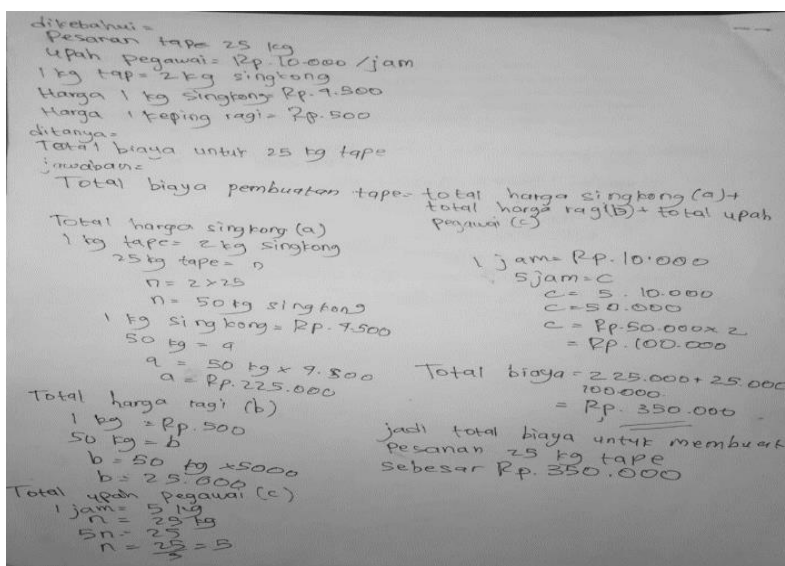 diketahui =
Pesanan tape 25 kg
upah pegawai = Rp. 10.000 / jam
1 kg tap = 2 kg singkong
Harga 1 kg singkong = Rp. 4.500
Harga 1 keping ragi = Rp. 500
ditanya =
Total biaya untuk 25 kg tape
jawaban =
Total biaya pembuatan tape = total harga singkong (a) +
total harga ragi (b) + total upah
pegawai (c)
Total harga singkong (a)
1 kg tape = 2 kg singkong
25 kg tape = n
n = 2 x 25
n = 50 kg singkong
1 kg singkong = Rp. 4.500
50 kg = a
a = 50 kg x 4.500
a = Rp. 225.000
Total harga ragi (b)
1 kg = Rp. 500
50 kg = b
b = 50 kg x 5000
b = 25.000
Total upah pegawai (c)
1 jam = 5 kg
n = 25 kg
5n = 25
n = 25/5 = 5
1 jam = Rp. 10.000
5 jam = c
c = 5 . 10.000
c = 50.000
c = Rp. 50.000 x 2
= Rp. 100.000
Total biaya = 225.000 + 25.000
100.000
= Rp. 350.000
jadi total biaya untuk membuat
pesanan 25 kg tape
sebesar Rp. 350.000